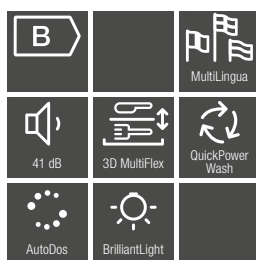 B
MultiLingua
41 dB
3D MultiFlex
QuickPower
Wash
AutoDos
BrilliantLight